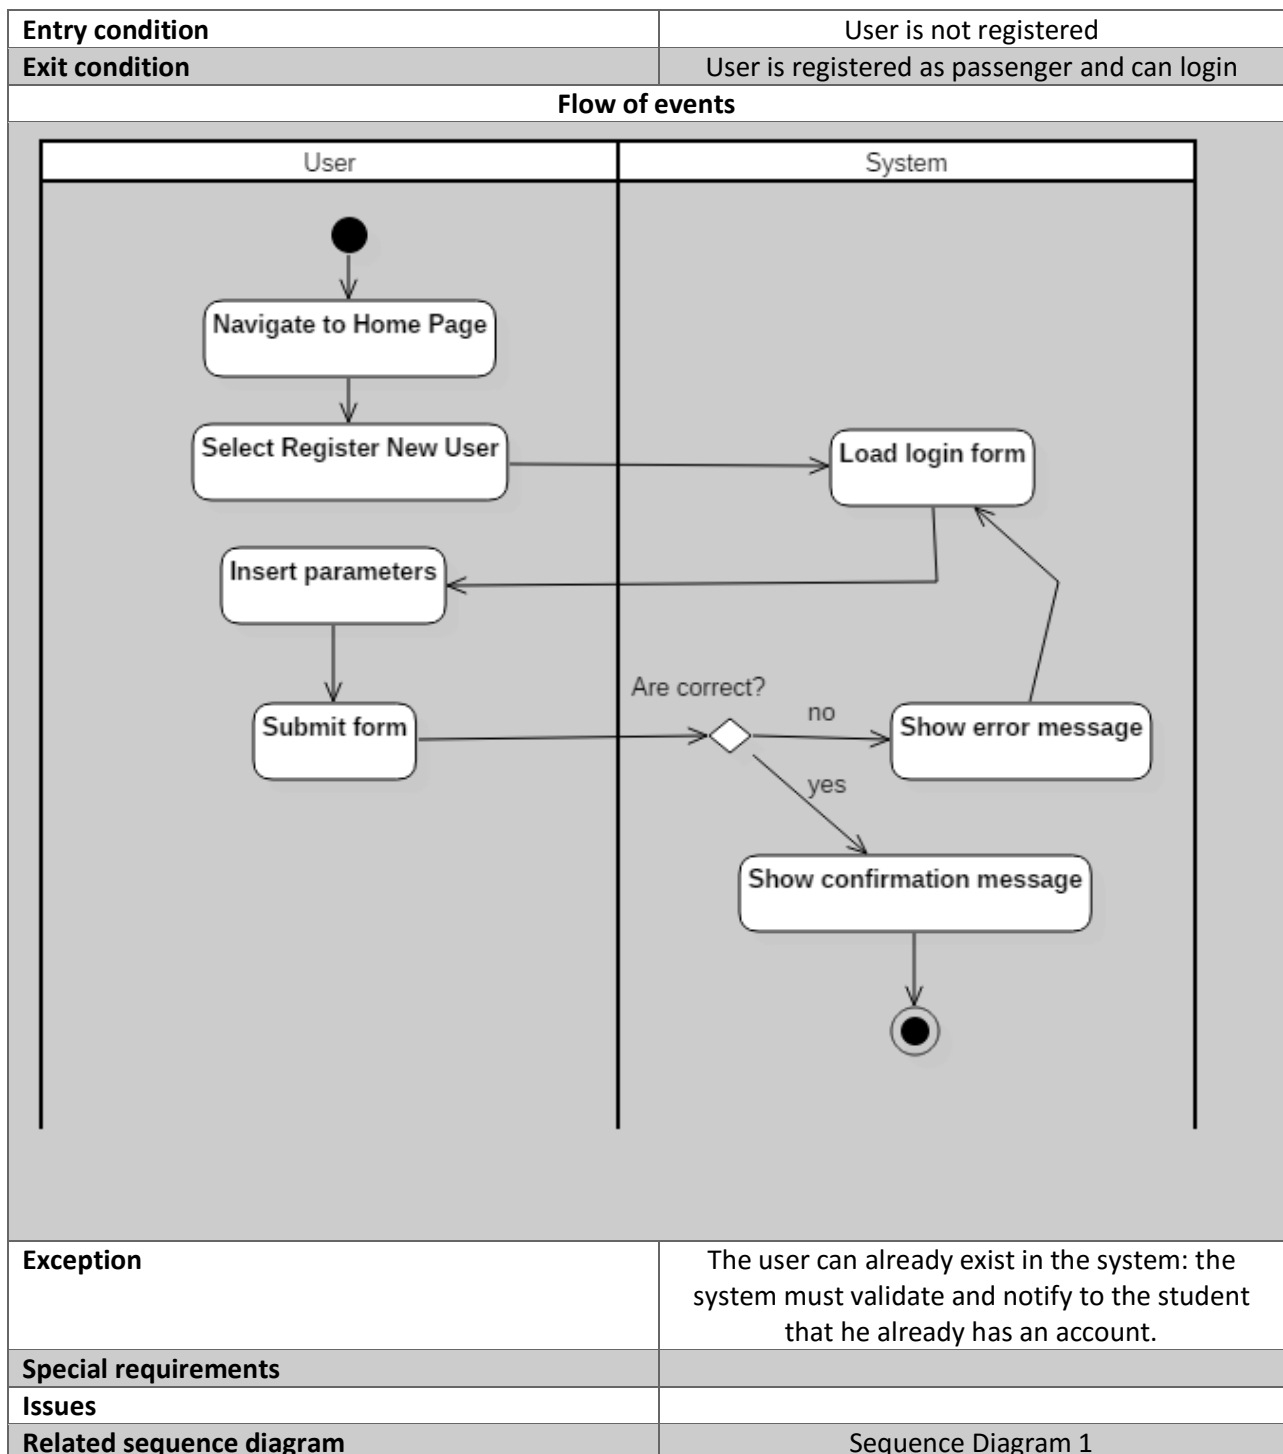 Entry condition
User is not registered
Exit condition
User is registered as passenger and can login
Flow of events
User
System
Navigate to Home Page
Select Register New User
Load login form
Insert parameters
Are correct?
Submit form
no
Show error message
yes
Show confirmation message
Exception
The user can already exist in the system: the
system must validate and notify to the student
that he already has an account.
Special requirements
Issues
Related sequence diagram
Sequence Diagram 1